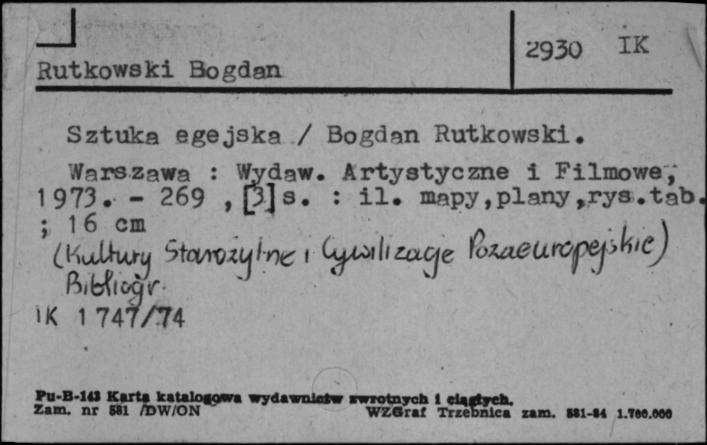 2930 IK
Rutkowski Bogdan
Sztuka egejska / Bogdan Rutkowski.
Warszawa : Wydaw. Artystyczne i Filmowe,
1973. - 269 , [3] s. : il. mapy,plany,rys.tab.
; 16 cm
(Kultury Starożytne i Cywilizacje Pozaeuropejskie)
Bibliogr.
IK 1747/74
Pu-B-143 Karta katalogowa wydawnictw zwrotnych i ciągłych.
Zam. nr 581 /DW/ON WZGraf Trzebnica zam. 581-84 1.700.000